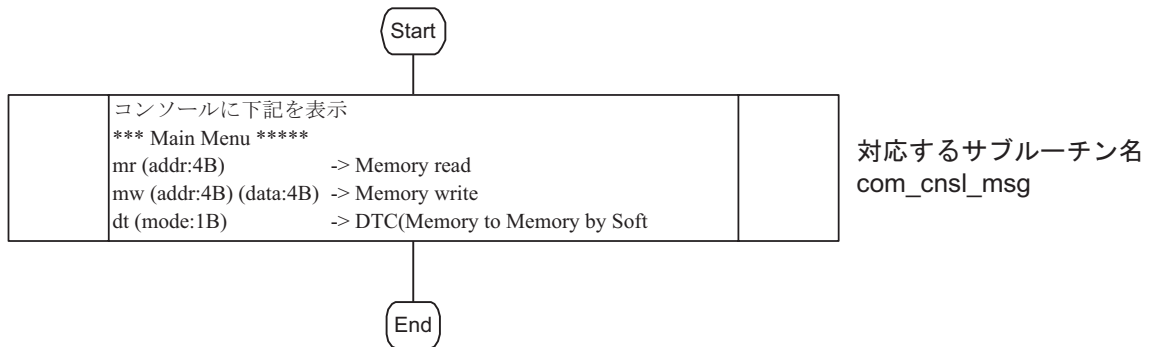 Start
コンソールに下記を表示
*** Main Menu *****
mr (addr:4B) -> Memory read
mw (addr:4B) (data:4B) -> Memory write
dt (mode:1B) -> DTC(Memory to Memory by Soft
対応するサブルーチン名
com_cnsl_msg
End